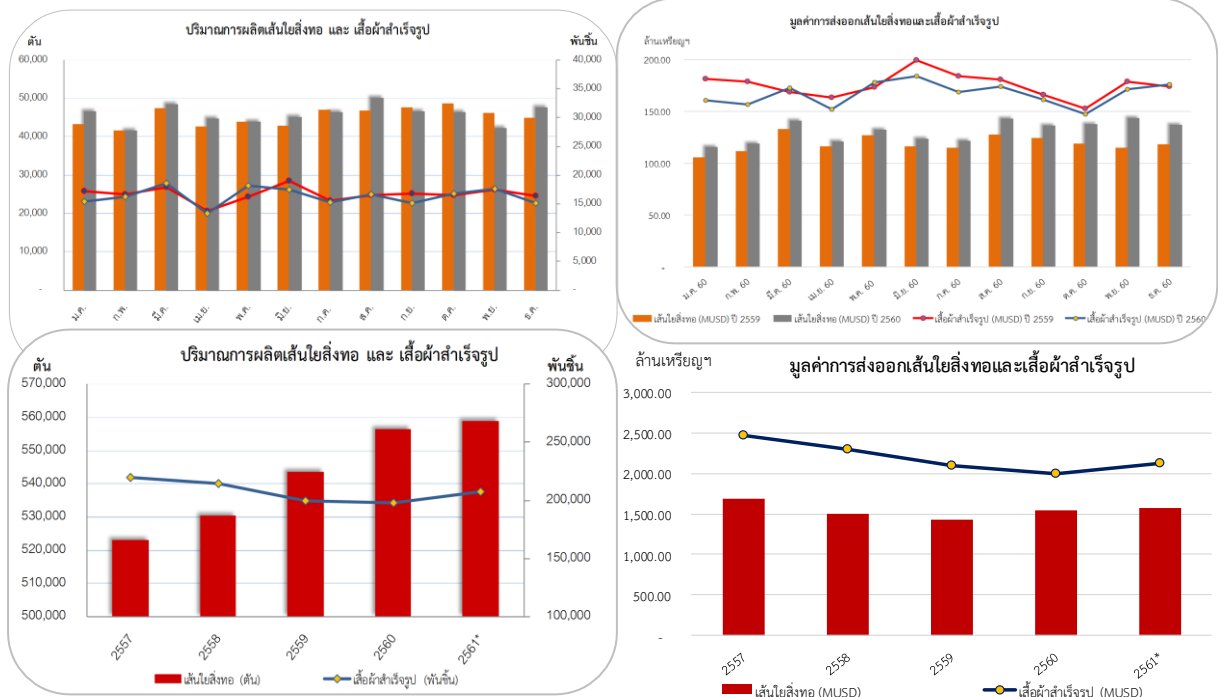 ปริมาณการผลิตเส้นใยสิ่งทอ และ เสื้อผ้าสำเร็จรูป
ตัน
พันชิ้น
60,000
50,000
40,000
30,000
20,000
10,000
-
40,000
35,000
30,000
25,000
20,000
15,000
10,000
5,000
-
ม.ค.
ก.พ.
มี.ค.
เม.ย.
พ.ค.
มิ.ย.
ก.ค.
ส.ค.
ก.ย.
ต.ค.
พ.ย.
ธ.ค.
มูลค่าการส่งออกเส้นใยสิ่งทอและเสื้อผ้าสำเร็จรูป
ล้านเหรียญฯ
200.00
150.00
100.00
50.00
-
ม.ค. 60
ก.พ. 60
มี.ค. 60
เม.ย. 60
พ.ค. 60
มิ.ย. 60
ก.ค. 60
ส.ค. 60
ก.ย. 60
ต.ค. 60
พ.ย. 60
ธ.ค. 60
เส้นใยสิ่งทอ (MUSD) ปี 2559
เส้นใยสิ่งทอ (MUSD) ปี 2560
เสื้อผ้าสำเร็จรูป (MUSD) ปี 2559
เสื้อผ้าสำเร็จรูป (MUSD) ปี 2560
ปริมาณการผลิตเส้นใยสิ่งทอ และ เสื้อผ้าสำเร็จรูป
ตัน
พันชิ้น
570,000
560,000
550,000
540,000
530,000
520,000
510,000
500,000
300,000
250,000
200,000
150,000
100,000
2557
2558
2559
2560
2561*
เส้นใยสิ่งทอ (ตัน)
เสื้อผ้าสำเร็จรูป (พันชิ้น)
มูลค่าการส่งออกเส้นใยสิ่งทอและเสื้อผ้าสำเร็จรูป
ล้านเหรียญฯ
3,000.00
2,500.00
2,000.00
1,500.00
1,000.00
500.00
-
2557
2558
2559
2560
2561*
เส้นใยสิ่งทอ (MUSD)
เสื้อผ้าสำเร็จรูป (MUSD)